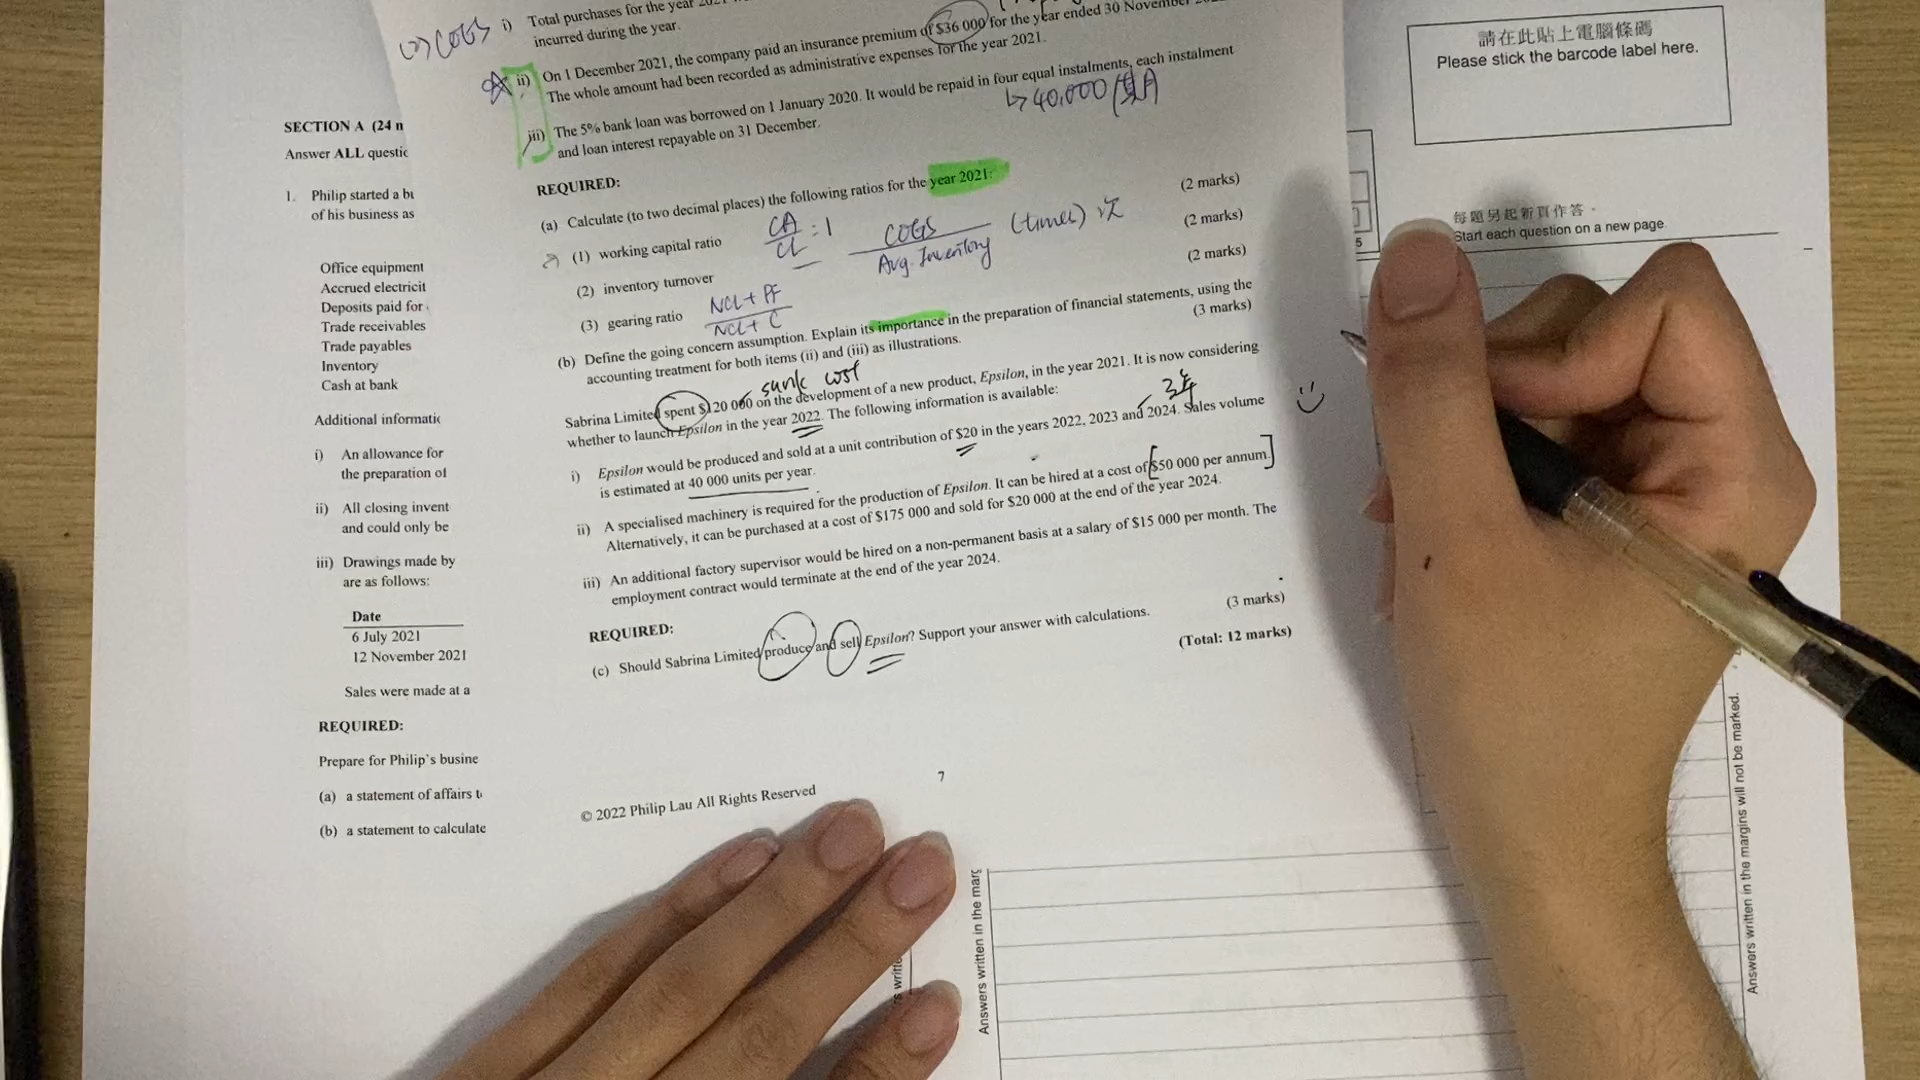 (2) COGS
i) Total purchases for the year 2021
incurred during the year.
ii) On 1 December 2021, the company paid an insurance premium of $36 000 for the year ended 30 November
The whole amount had been recorded as administrative expenses for the year 2021.
iii) The 5% bank loan was borrowed on 1 January 2020. It would be repaid in four equal instalments, each instalment
and loan interest repayable on 31 December.
↳ 40,000
REQUIRED:
(a) Calculate (to two decimal places) the following ratios for the year 2021:
(1) working capital ratio (2 marks)
CA
CL
: 1
(2) inventory turnover (2 marks)
COGS
Avg. Inventory
(times) 次
(3) gearing ratio (2 marks)
NCL + PF
NCL + C
(b) Define the going concern assumption. Explain its importance in the preparation of financial statements, using the
accounting treatment for both items (ii) and (iii) as illustrations. (3 marks)
sunk cost
Sabrina Limited spent $120 000 on the development of a new product, Epsilon, in the year 2021. It is now considering
whether to launch Epsilon in the year 2022. The following information is available:
3年
i) Epsilon would be produced and sold at a unit contribution of $20 in the years 2022, 2023 and 2024. Sales volume
is estimated at 40 000 units per year.
ii) A specialised machinery is required for the production of Epsilon. It can be hired at a cost of [$50 000 per annum.]
Alternatively, it can be purchased at a cost of $175 000 and sold for $20 000 at the end of the year 2024.
iii) An additional factory supervisor would be hired on a non-permanent basis at a salary of $15 000 per month. The
employment contract would terminate at the end of the year 2024.
REQUIRED:
(c) Should Sabrina Limited produce and sell Epsilon? Support your answer with calculations. (3 marks)
(Total: 12 marks)
7
© 2022 Philip Lau All Rights Reserved
SECTION A (24 m
Answer ALL questic
1. Philip started a bu
of his business as
Office equipment
Accrued electricit
Deposits paid for
Trade receivables
Trade payables
Inventory
Cash at bank
Additional informatic
i) An allowance for
the preparation of
ii) All closing invent
and could only be
iii) Drawings made by
are as follows:
Date
6 July 2021
12 November 2021
Sales were made at a
REQUIRED:
Prepare for Philip's busine
(a) a statement of affairs t
(b) a statement to calculate
請在此貼上電腦條碼
Please stick the barcode label here.
5
每題另起新頁作答。
Start each question on a new page
Answers written in the marg
rs writte
Answers written in the margins will not be marked.